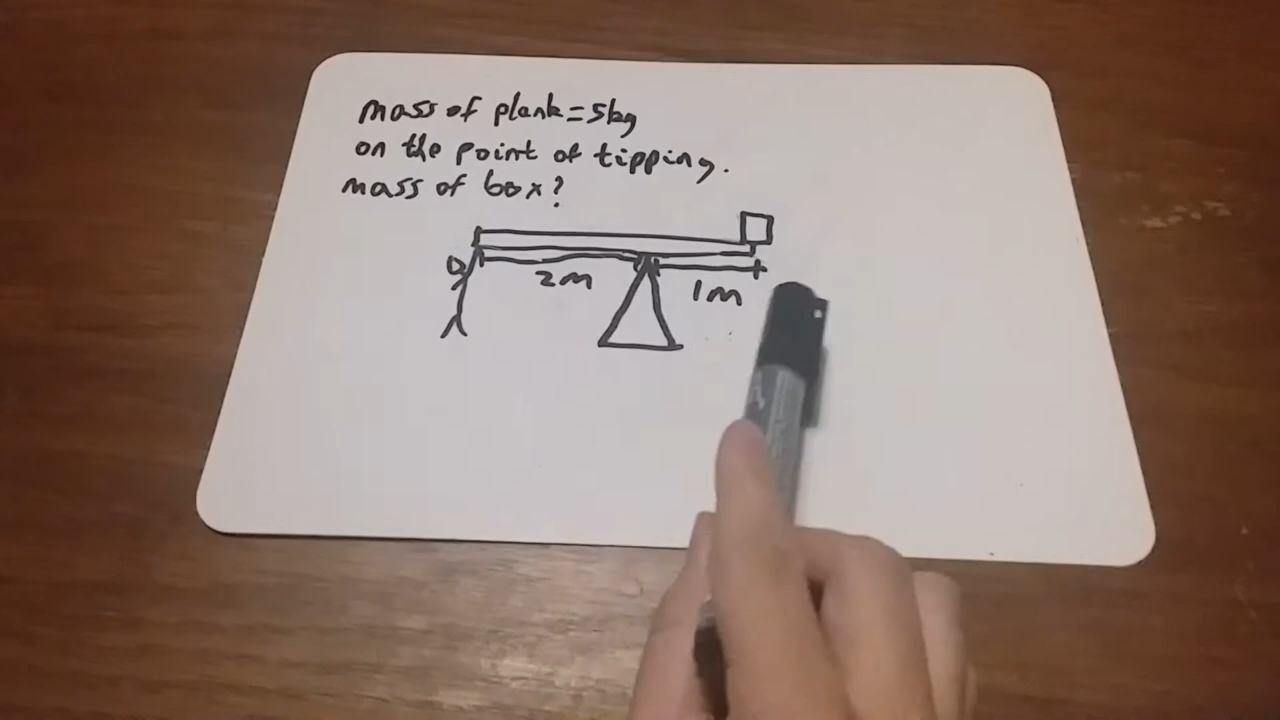 mass of plank=5kg
on the point of tipping.
mass of box?
2m
1m